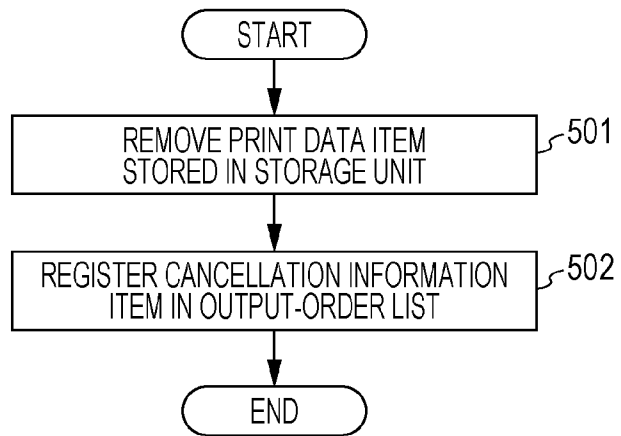 START
REMOVE PRINT DATA ITEM
STORED IN STORAGE UNIT
501
REGISTER CANCELLATION INFORMATION
ITEM IN OUTPUT-ORDER LIST
502
END